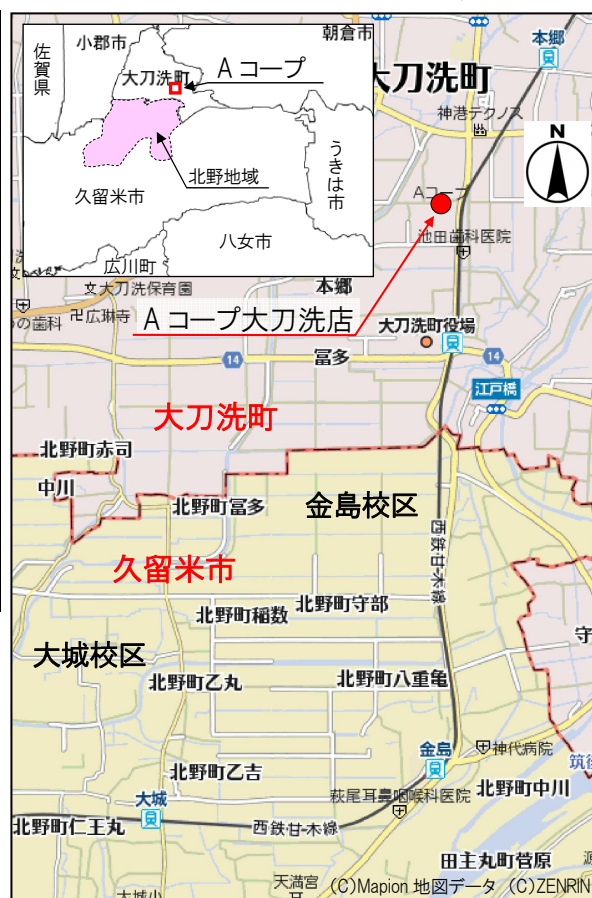 朝倉市
小郡市
佐賀県
大刀洗町
Aコープ
北野地域
久留米市
うきは市
八女市
広川町
本郷
大刀洗町
神港テクノス
N
Aコープ
池田歯科医院
文大刀洗保育園
本郷
の歯科
卍広琳寺
Aコープ大刀洗店
大刀洗町役場
14
冨多
14
江戸橋
大刀洗町
北野町赤司
中川
北野町冨多
金島校区
西鉄甘木線
久留米市
北野町稲数
北野町守部
守
大城校区
北野町乙丸
北野町八重亀
金島
神代病院
筑後
北野町乙吉
萩尾耳鼻咽喉科医院
北野町中川
大城
北野町仁王丸
西鉄甘木線
田主丸町菅原
大城小
天満宮
(C)Mapion 地図データ (C)ZENRIN